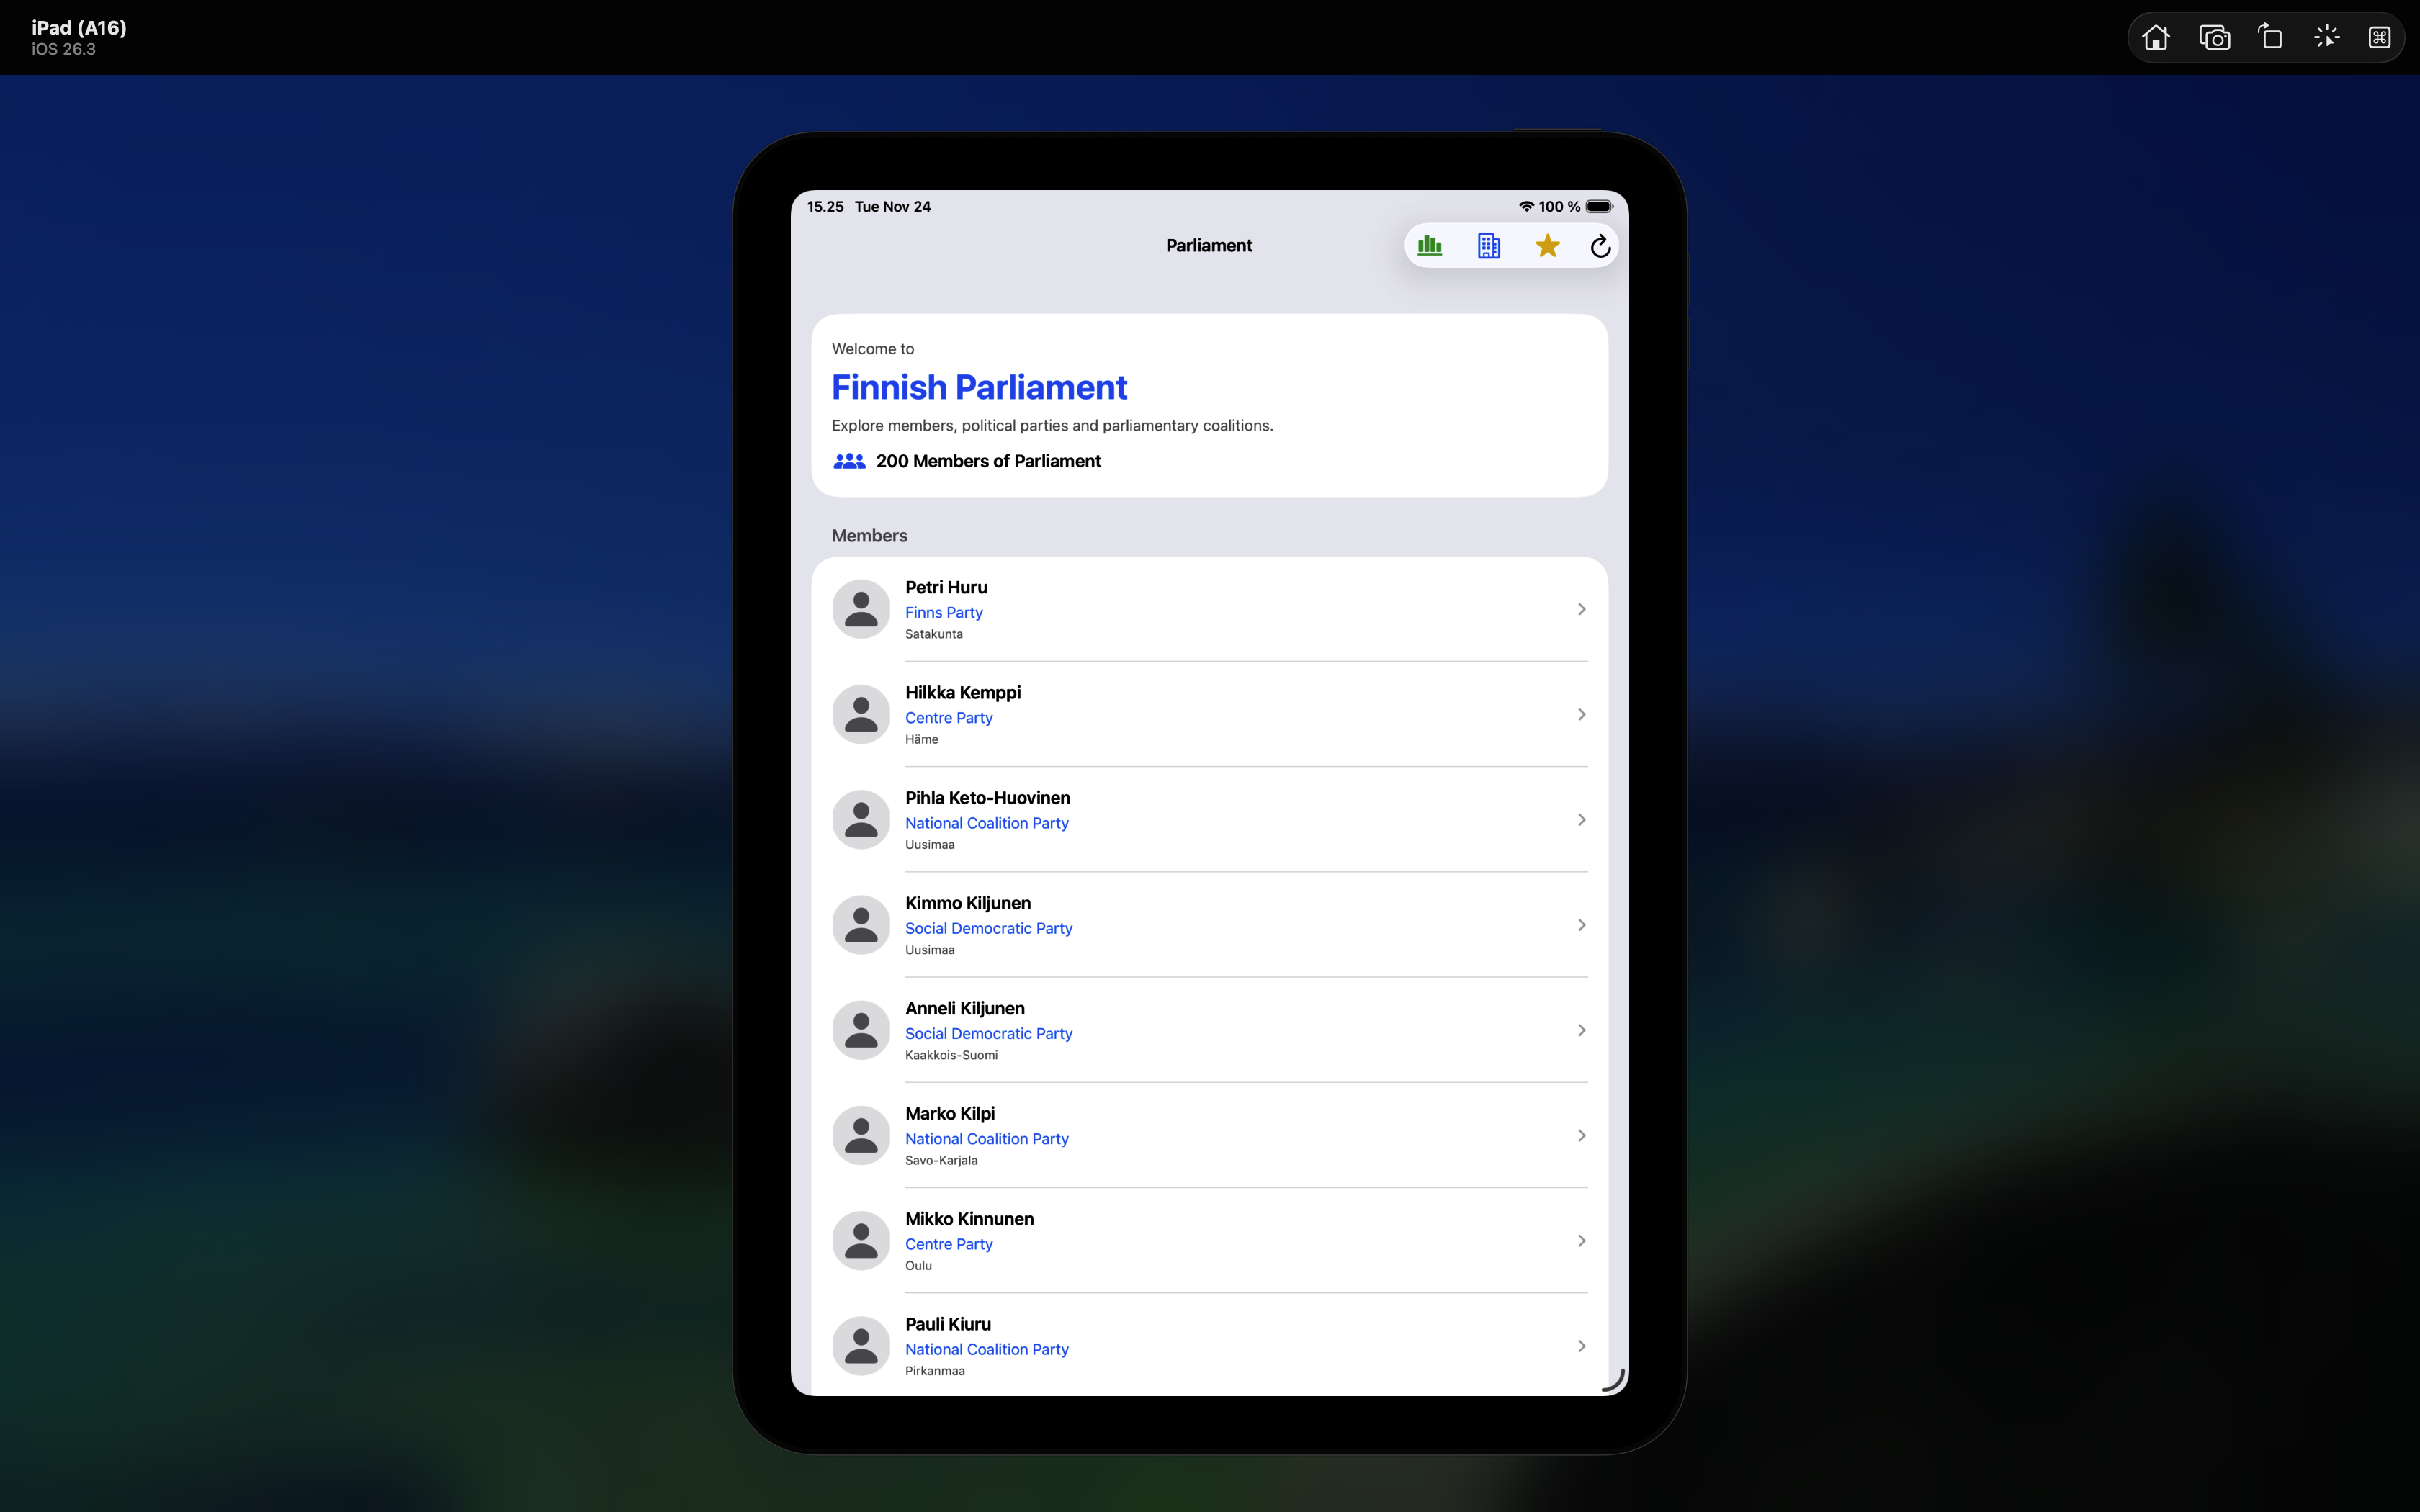 iPad (A16)
iOS 26.3
15.25 Tue Nov 24
100 %
Parliament
Welcome to
Finnish Parliament
Explore members, political parties and parliamentary coalitions.
200 Members of Parliament
Members
Petri Huru
Finns Party
Satakunta
Hilkka Kemppi
Centre Party
Häme
Pihla Keto-Huovinen
National Coalition Party
Uusimaa
Kimmo Kiljunen
Social Democratic Party
Uusimaa
Anneli Kiljunen
Social Democratic Party
Kaakkois-Suomi
Marko Kilpi
National Coalition Party
Savo-Karjala
Mikko Kinnunen
Centre Party
Oulu
Pauli Kiuru
National Coalition Party
Pirkanmaa